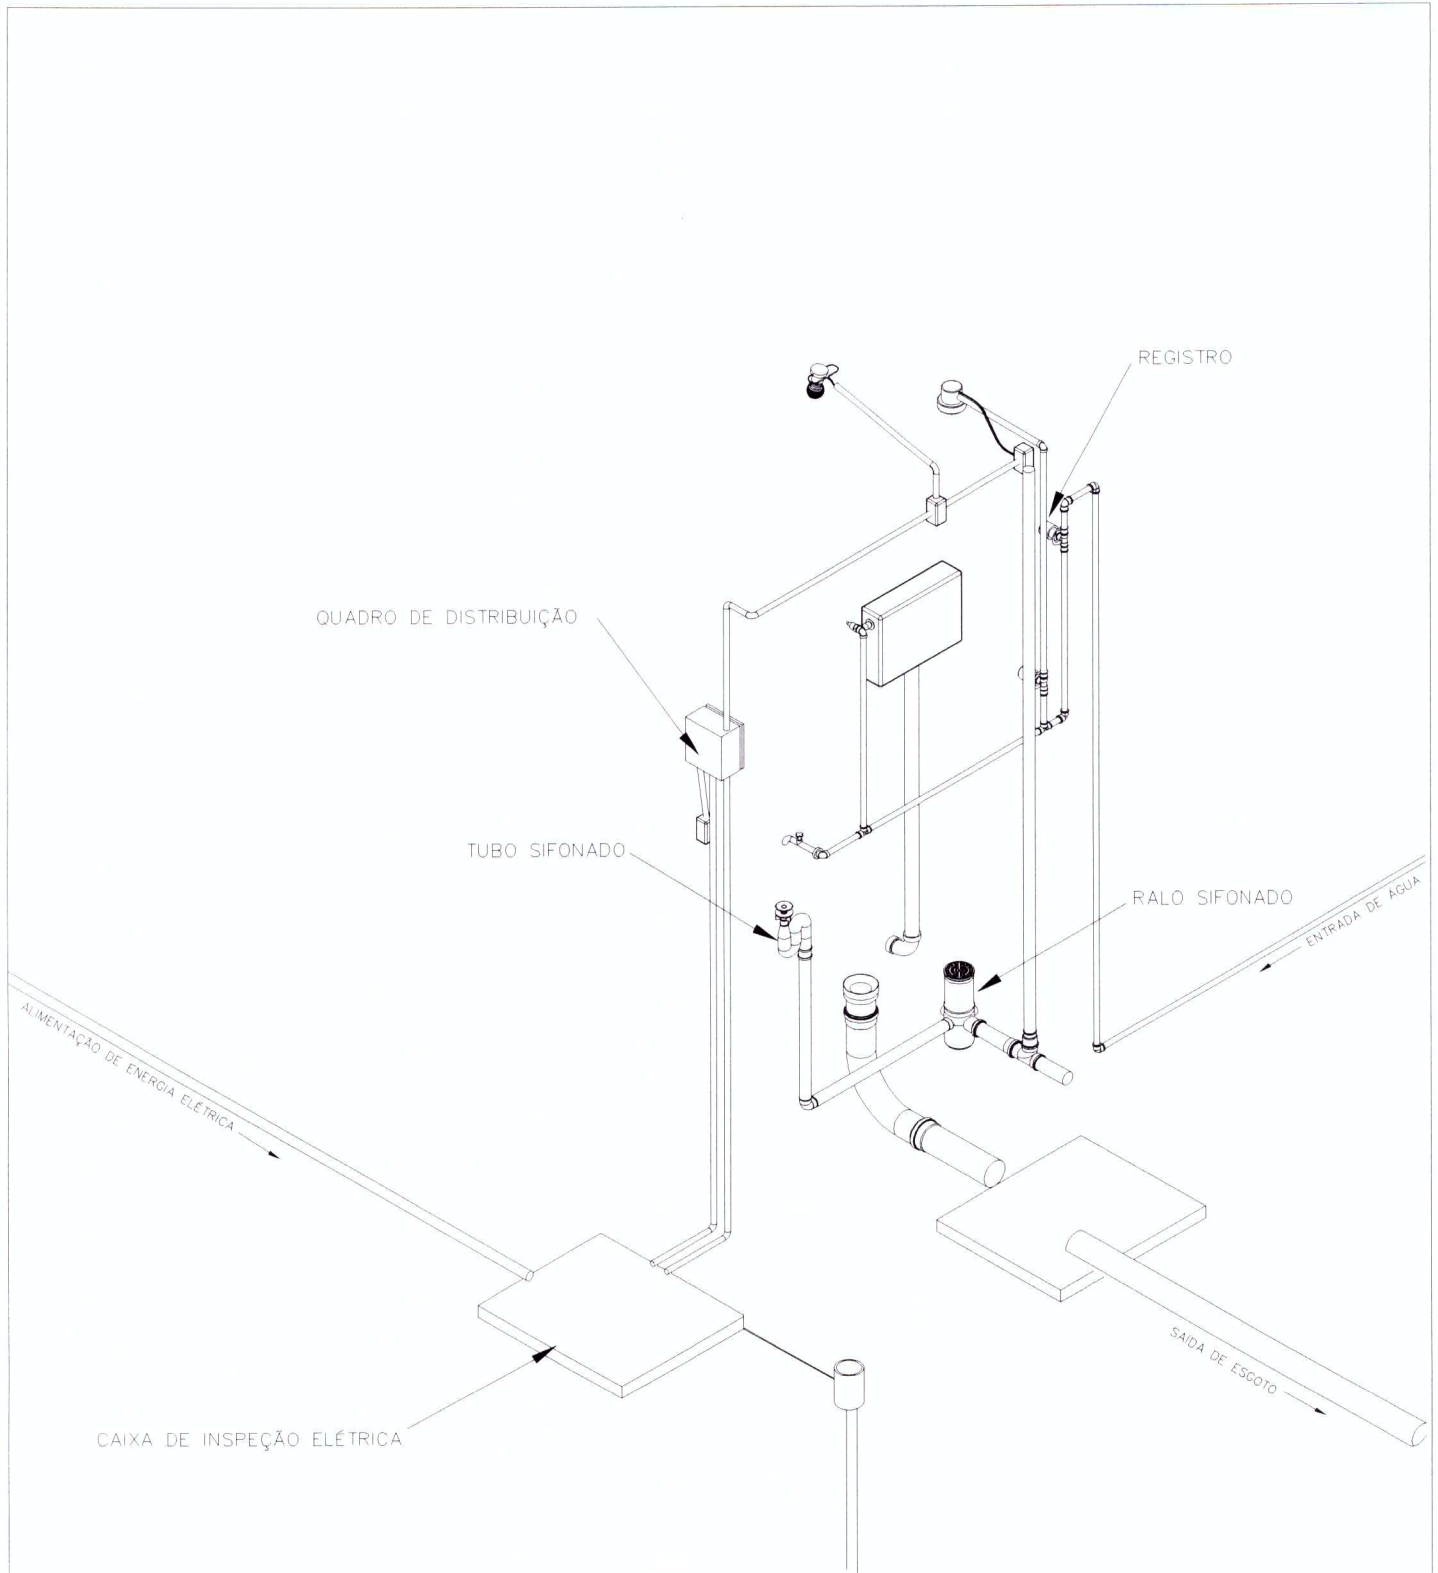 REGISTRO
QUADRO DE DISTRIBUIÇÃO
TUBO SIFONADO
RALO SIFONADO
ENTRADA DE ÁGUA
ALIMENTAÇÃO DE ENERGIA ELÉTRICA
SAÍDA DE ESGOTO
CAIXA DE INSPEÇÃO ELÉTRICA